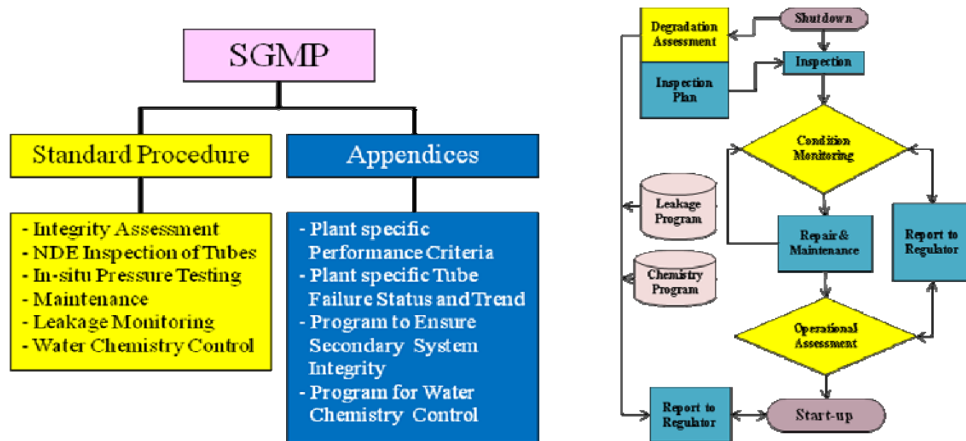 SGMP
Standard Procedure
Appendices
- Integrity Assessment
- NDE Inspection of Tubes
- In-situ Pressure Testing
- Maintenance
- Leakage Monitoring
- Water Chemistry Control
- Plant specific
Performance Criteria
- Plant specific Tube
Failure Status and Trend
- Program to Ensure
Secondary System
Integrity
- Program for Water
Chemistry Control
Degradation
Assessment
Shutdown
Inspection
Plan
Inspection
Condition
Monitoring
Leakage
Program
Repair &
Maintenance
Report to
Regulator
Chemistry
Program
Operational
Assessment
Report to
Regulator
Start-up